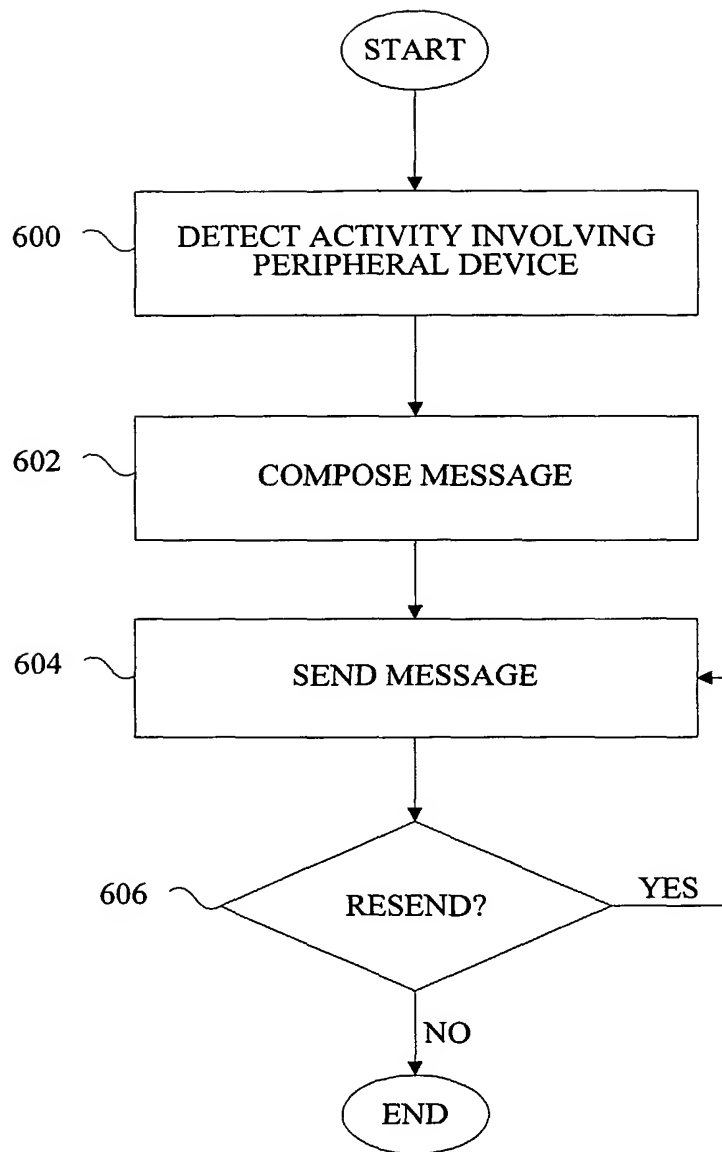 START
600
DETECT ACTIVITY INVOLVING
PERIPHERAL DEVICE
602
COMPOSE MESSAGE
604
SEND MESSAGE
606
RESEND?
YES
NO
END